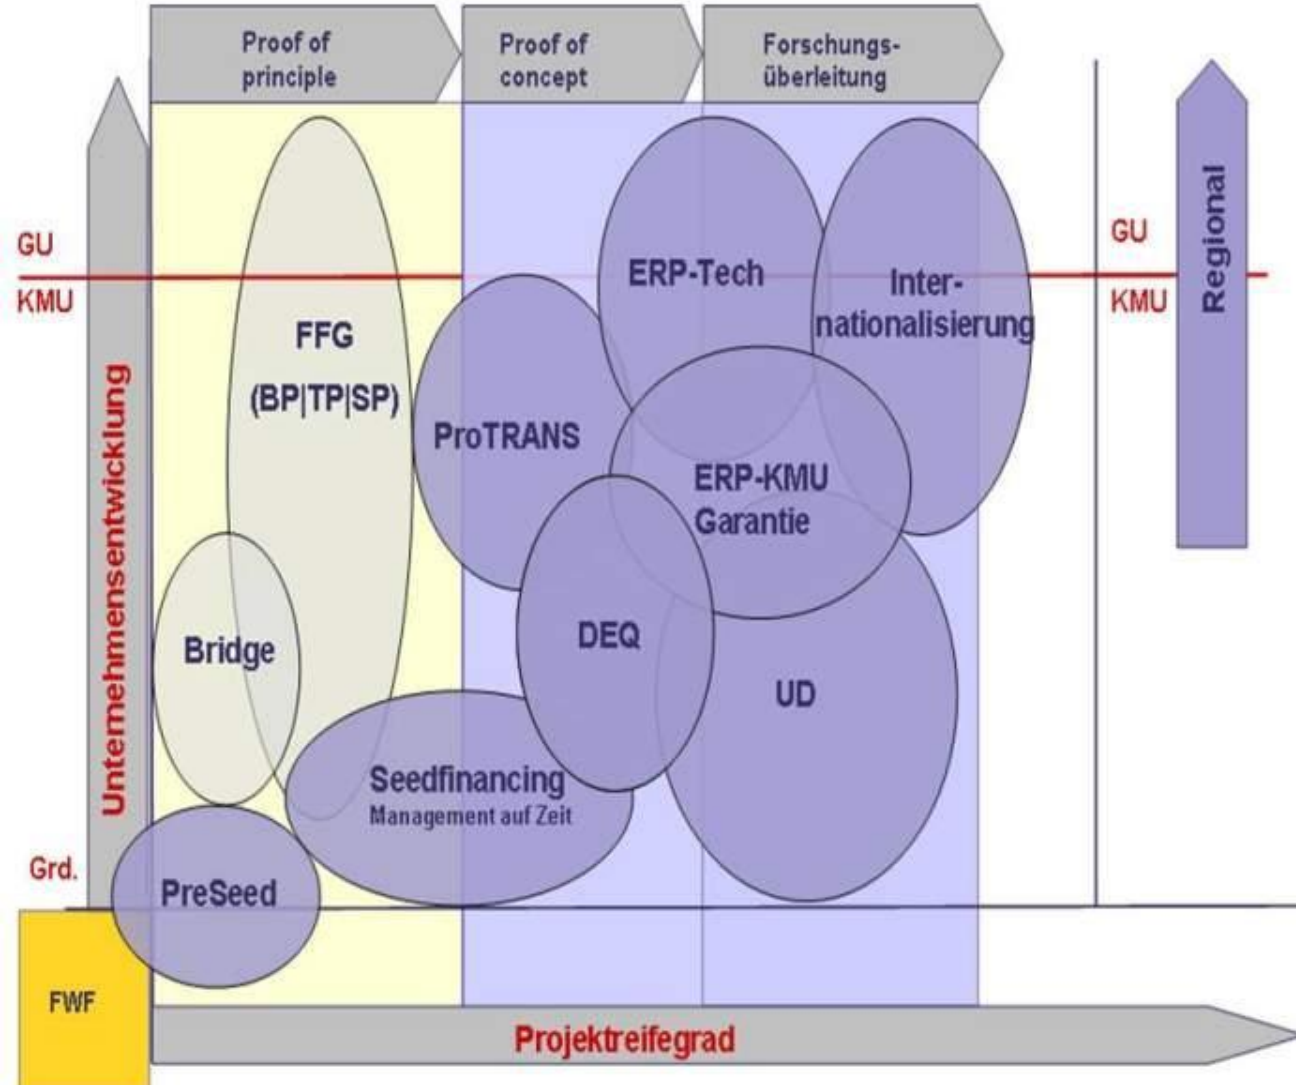 Proof of
principle
Proof of
concept
Forschungs-
überleitung
GU
KMU
GU
KMU
Regional
Unternehmensentwicklung
ERP-Tech
Inter-
nationalisierung
FFG
(BP|TP|SP)
ProTRANS
ERP-KMU
Garantie
Bridge
DEQ
UD
Seedfinancing
Management auf Zeit
Grd.
PreSeed
FWF
Projektreifegrad